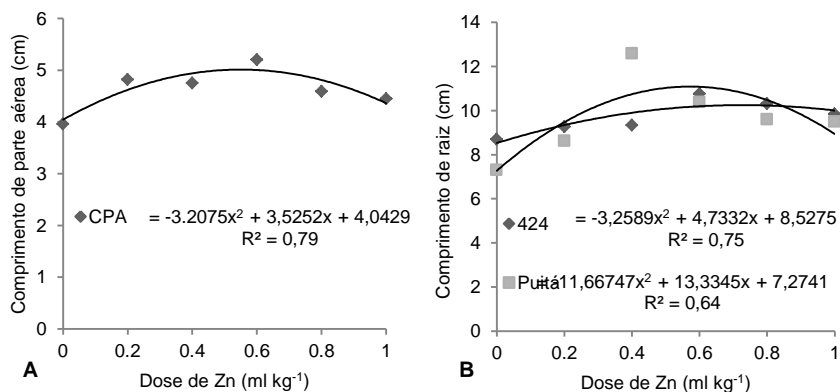 Comprimento de parte aérea (cm)
6
5
4
3
2
1
0
CPA = -3.2075x² + 3,5252x + 4,0429
R² = 0,79
0 0.2 0.4 0.6 0.8 1
A
Dose de Zn (ml kg⁻¹)
Comprimento de raiz (cm)
14
12
10
8
6
4
2
0
424 = -3,2589x² + 4,7332x + 8,5275
R² = 0,75
Puitá 11,66747x² + 13,3345x + 7,2741
R² = 0,64
0 0.2 0.4 0.6 0.8 1
B
Dose de Zn (ml kg⁻¹)